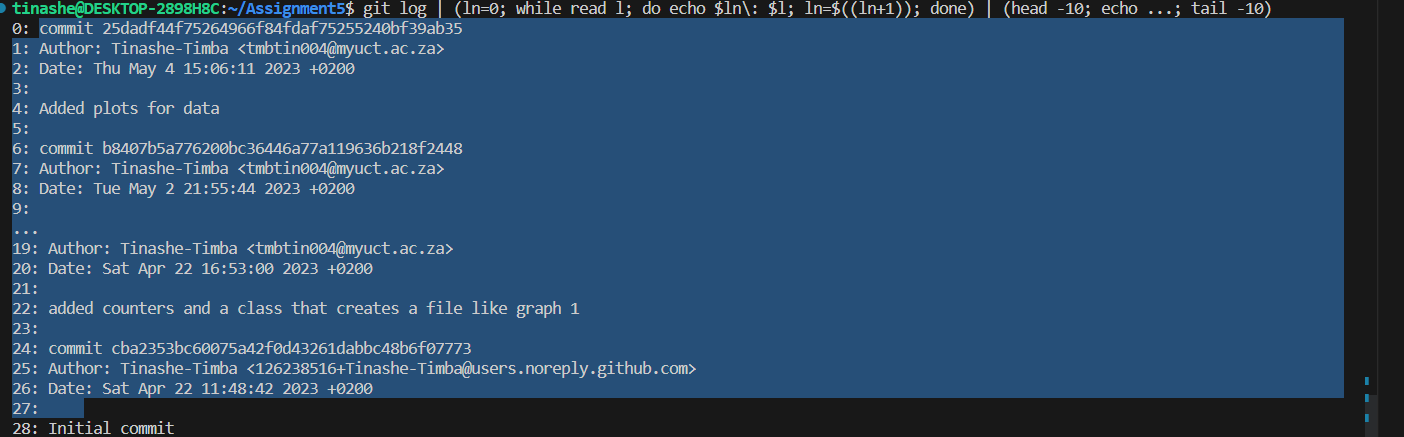 tinashe@DESKTOP-2898H8C:~/Assignment5$ git log | (ln=0; while read l; do echo $ln\: $l; ln=$((ln+1)); done) | (head -10; echo ...; tail -10)
0: commit 25dadf44f75264966f84fdaf75255240bf39ab35
1: Author: Tinashe-Timba <tmbtin004@myuct.ac.za>
2: Date: Thu May 4 15:06:11 2023 +0200
3:
4: Added plots for data
5:
6: commit b8407b5a776200bc36446a77a119636b218f2448
7: Author: Tinashe-Timba <tmbtin004@myuct.ac.za>
8: Date: Tue May 2 21:55:44 2023 +0200
9:
...
19: Author: Tinashe-Timba <tmbtin004@myuct.ac.za>
20: Date: Sat Apr 22 16:53:00 2023 +0200
21:
22: added counters and a class that creates a file like graph 1
23:
24: commit cba2353bc60075a42f0d43261dabbc48b6f07773
25: Author: Tinashe-Timba <126238516+Tinashe-Timba@users.noreply.github.com>
26: Date: Sat Apr 22 11:48:42 2023 +0200
27:
28: Initial commit